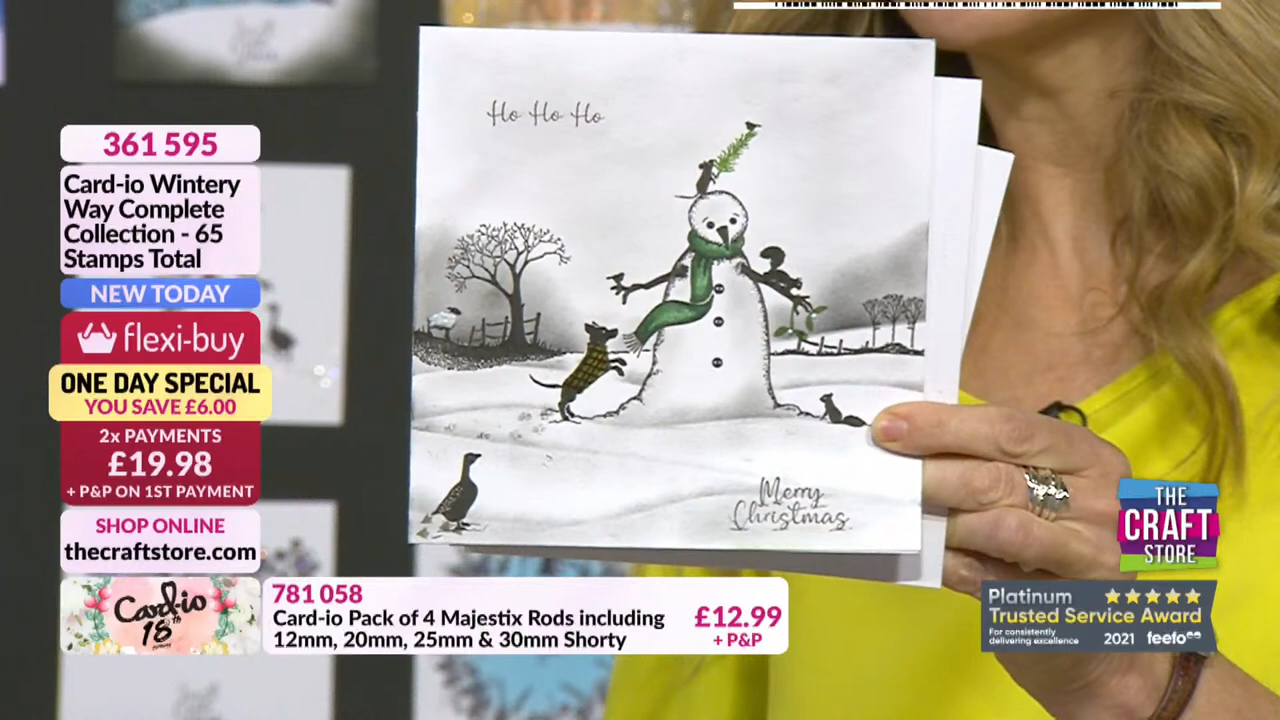 361 595
Card-io Wintery
Way Complete
Collection - 65
Stamps Total
NEW TODAY
flexi-buy
ONE DAY SPECIAL
YOU SAVE £6.00
2x PAYMENTS
£19.98
+ P&P ON 1ST PAYMENT
SHOP ONLINE
thecraftstore.com
Card-io
18th
781 058
Card-io Pack of 4 Majestix Rods including
12mm, 20mm, 25mm & 30mm Shorty
£12.99
+ P&P
Ho Ho Ho
Merry
Christmas
THE
CRAFT
STORE
Platinum
Trusted Service Award
For consistently
delivering excellence
2021 feefo